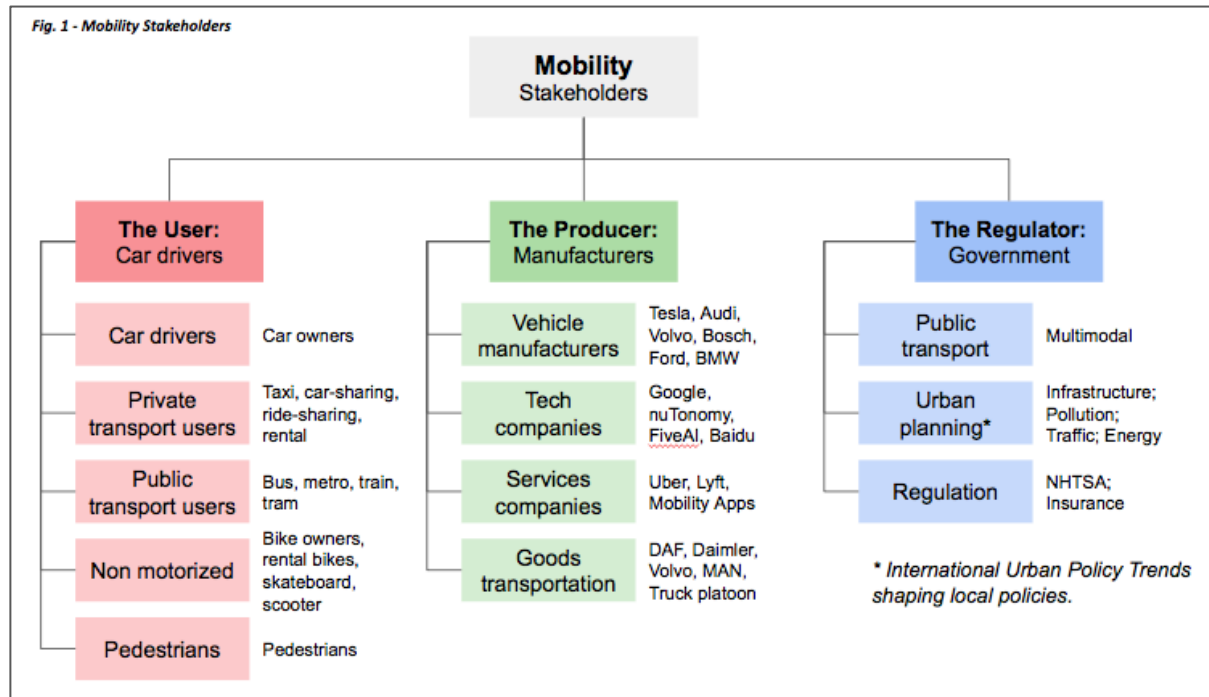 Fig. 1 - Mobility Stakeholders
Mobility
Stakeholders
The User:
Car drivers
Car drivers
Car owners
Private
transport users
Taxi, car-sharing,
ride-sharing,
rental
Public
transport users
Bus, metro, train,
tram
Non motorized
Bike owners,
rental bikes,
skateboard,
scooter
Pedestrians
Pedestrians
The Producer:
Manufacturers
Vehicle
manufacturers
Tesla, Audi,
Volvo, Bosch,
Ford, BMW
Tech
companies
Google,
nuTonomy,
FiveAI, Baidu
Services
companies
Uber, Lyft,
Mobility Apps
Goods
transportation
DAF, Daimler,
Volvo, MAN,
Truck platoon
The Regulator:
Government
Public
transport
Multimodal
Urban
planning*
Infrastructure;
Pollution;
Traffic; Energy
Regulation
NHTSA;
Insurance
* International Urban Policy Trends
shaping local policies.